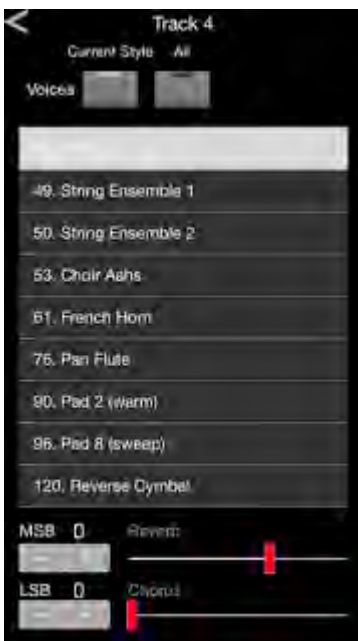 Track 4
Current Style All
Voices
49. String Ensemble 1
50. String Ensemble 2
53. Choir Aahs
61. French Horn
76. Pan Flute
90. Pad 2 (warm)
96. Pad 8 (sweep)
120. Reverse Cymbal
MSB 0 Reverb
LSB 0 Chorus